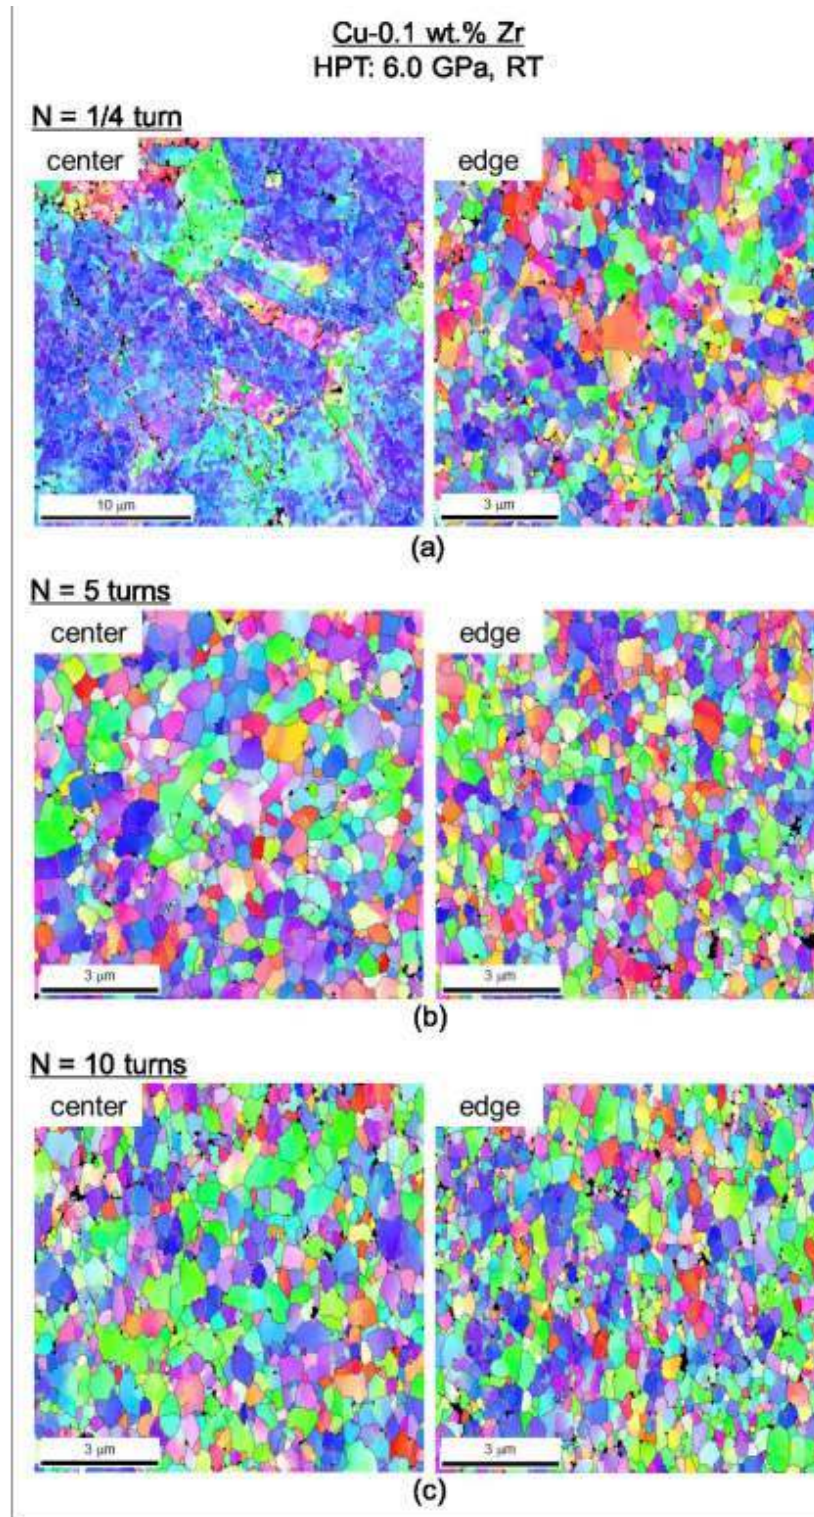 Cu-0.1 wt.% Zr
HPT: 6.0 GPa, RT
N = 1/4 turn
center
edge
10 μm
3 μm
(a)
N = 5 turns
center
edge
3 μm
3 μm
(b)
N = 10 turns
center
edge
3 μm
3 μm
(c)